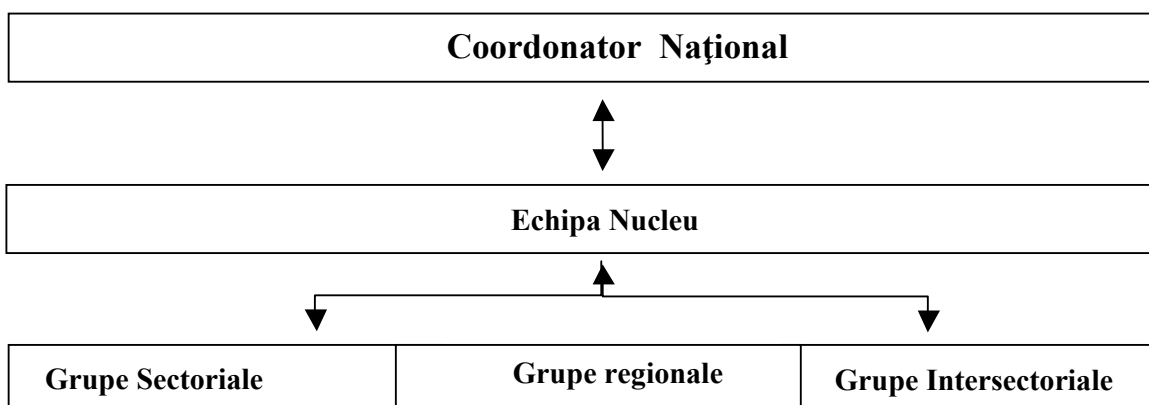 Coordonator Naţional
Echipa Nucleu
Grupe Sectoriale
Grupe regionale
Grupe Intersectoriale